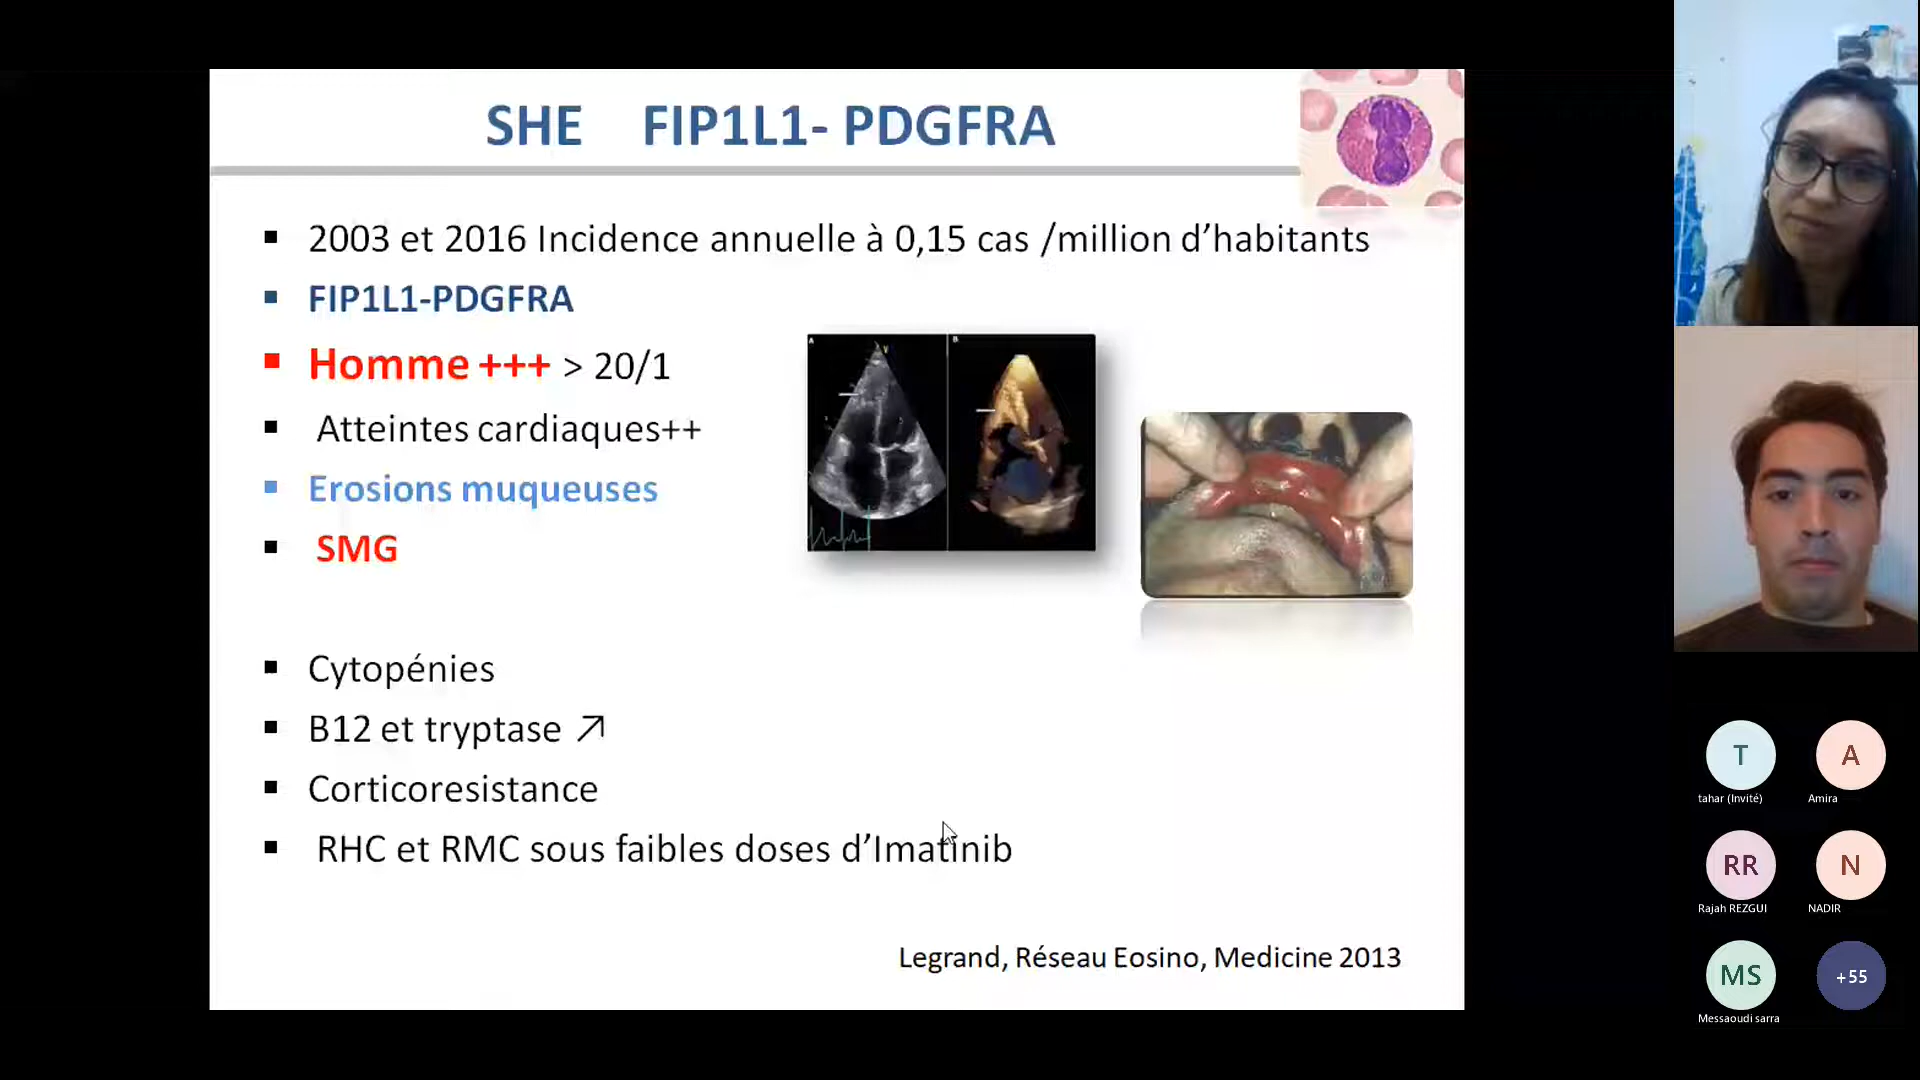 SHE FIP1L1- PDGFRA
2003 et 2016 Incidence annuelle à 0,15 cas /million d’habitants
FIP1L1-PDGFRA
Homme +++ > 20/1
Atteintes cardiaques++
Erosions muqueuses
SMG
Cytopénies
B12 et tryptase ↗
Corticoresistance
RHC et RMC sous faibles doses d’Imatinib
Legrand, Réseau Eosino, Medicine 2013
A
V
B
T
A
tahar (Invité)
Amira
RR
N
Rajah REZGUI
NADIR
MS
+55
Messaoudi sarra